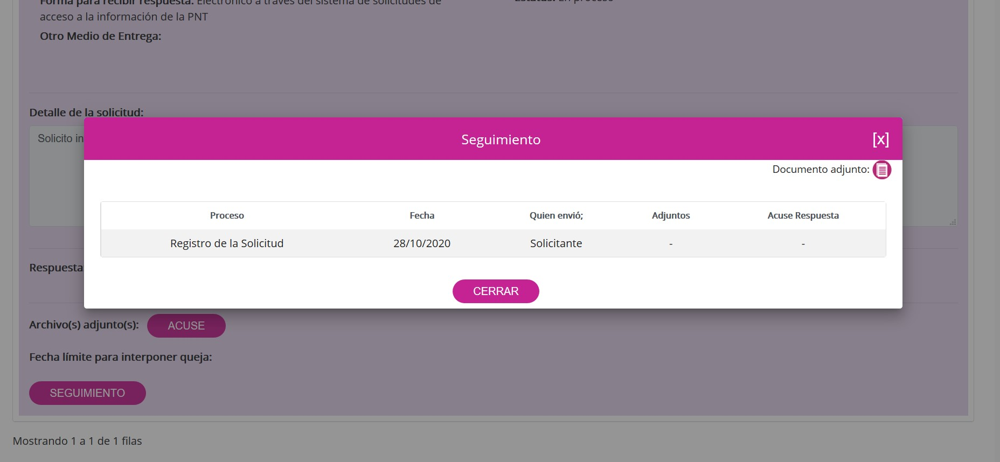 Forma para recibir respuesta: Electrónico a través del sistema de solicitudes de
acceso a la información de la PNT
Estatus: En proceso
Otro Medio de Entrega:
Detalle de la solicitud:
Solicito in
Seguimiento
[x]
Documento adjunto:
Proceso Fecha Quien envió; Adjuntos Acuse Respuesta
Registro de la Solicitud 28/10/2020 Solicitante - -
CERRAR
Respuesta
Archivo(s) adjunto(s): ACUSE
Fecha límite para interponer queja:
SEGUIMIENTO
Mostrando 1 a 1 de 1 filas